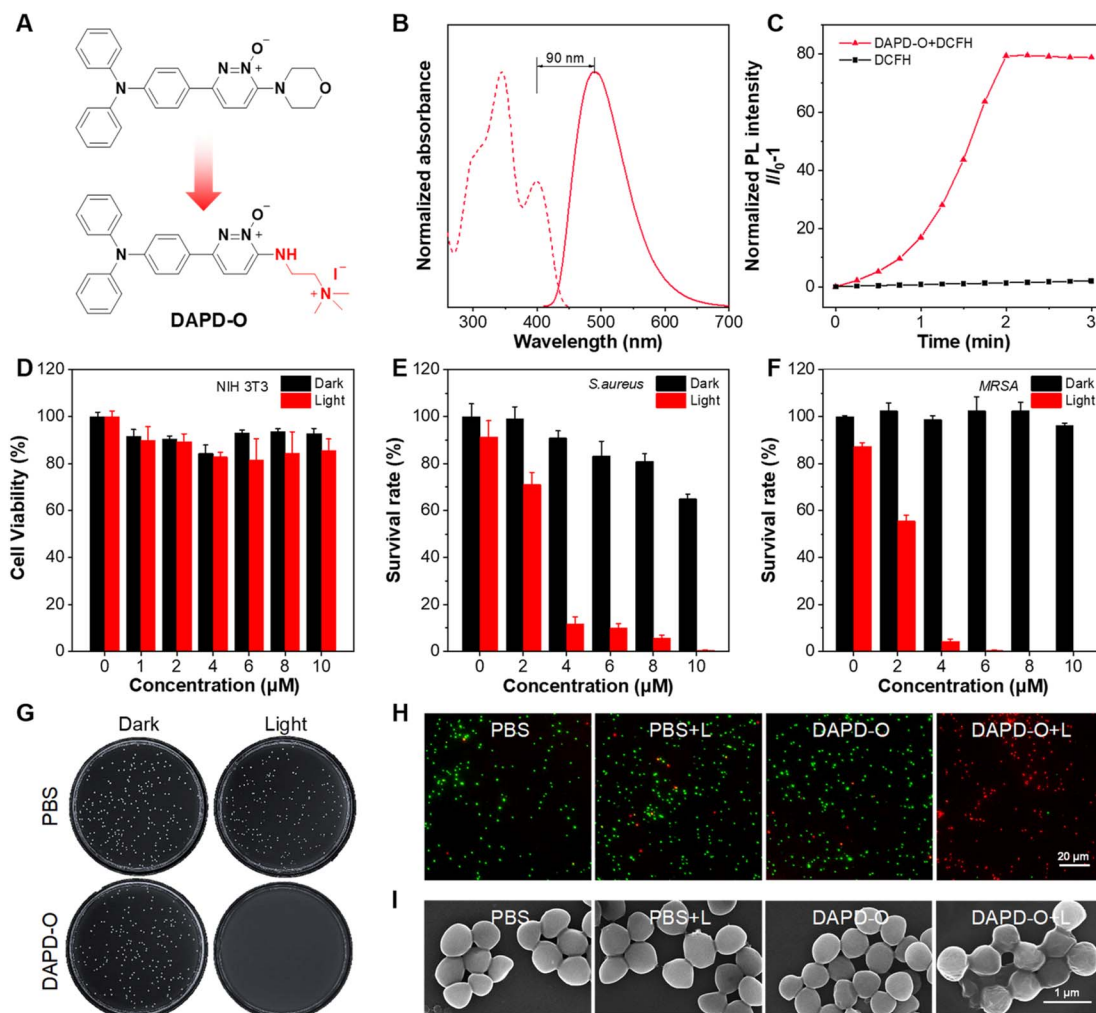 A
O⁻
N
N-N⁺
N
O
O⁻
N
N-N⁺
NH
I⁻
N⁺
DAPD-O
B
90 nm
Normalized absorbance
300 400 500 600 700
Wavelength (nm)
C
DAPD-O+DCFH
DCFH
Normalized PL intensity
I/I₀-1
80
60
40
20
0
0 1 2 3
Time (min)
D
NIH 3T3
Dark
Light
Cell Viability (%)
120
100
80
60
40
20
0
0 1 2 4 6 8 10
Concentration (µM)
E
S.aureus
Dark
Light
Survival rate (%)
120
100
80
60
40
20
0
0 2 4 6 8 10
Concentration (µM)
F
MRSA
Dark
Light
Survival rate (%)
120
100
80
60
40
20
0
0 2 4 6 8 10
Concentration (µM)
G
Dark Light
PBS
DAPD-O
H
PBS PBS+L DAPD-O DAPD-O+L
20 µm
I
PBS PBS+L DAPD-O DAPD-O+L
1 µm